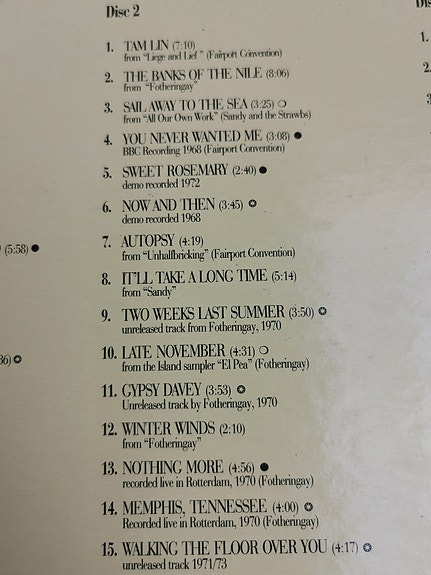 Disc 2
1. TAM LIN (7:10)
from "Liege and Lief" (Fairport Convention)
2. THE BANKS OF THE NILE (8:06)
from "Fotheringay"
3. SAIL AWAY TO THE SEA (3:25) ❍
from "All Our Own Work" (Sandy and the Strawbs)
4. YOU NEVER WANTED ME (3:08) ●
BBC Recording 1968 (Fairport Convention)
5. SWEET ROSEMARY (2:40) ●
demo recorded 1972
6. NOW AND THEN (3:45) ✪
demo recorded 1968
7. AUTOPSY (4:19)
from "Unhalfbricking" (Fairport Convention)
8. IT'LL TAKE A LONG TIME (5:14)
from "Sandy"
9. TWO WEEKS LAST SUMMER (3:50) ✪
unreleased track from Fotheringay, 1970
10. LATE NOVEMBER (4:31) ❍
from the Island sampler "El Pea" (Fotheringay)
11. GYPSY DAVEY (3:53) ✪
Unreleased track by Fotheringay, 1970
12. WINTER WINDS (2:10)
from "Fotheringay"
13. NOTHING MORE (4:56) ●
recorded live in Rotterdam, 1970 (Fotheringay)
14. MEMPHIS, TENNESSEE (4:00) ✪
Recorded live in Rotterdam, 1970 (Fotheringay)
15. WALKING THE FLOOR OVER YOU (4:17) ✪
unreleased track 1971/73
(5:58) ●
36) ✪
1.
2.